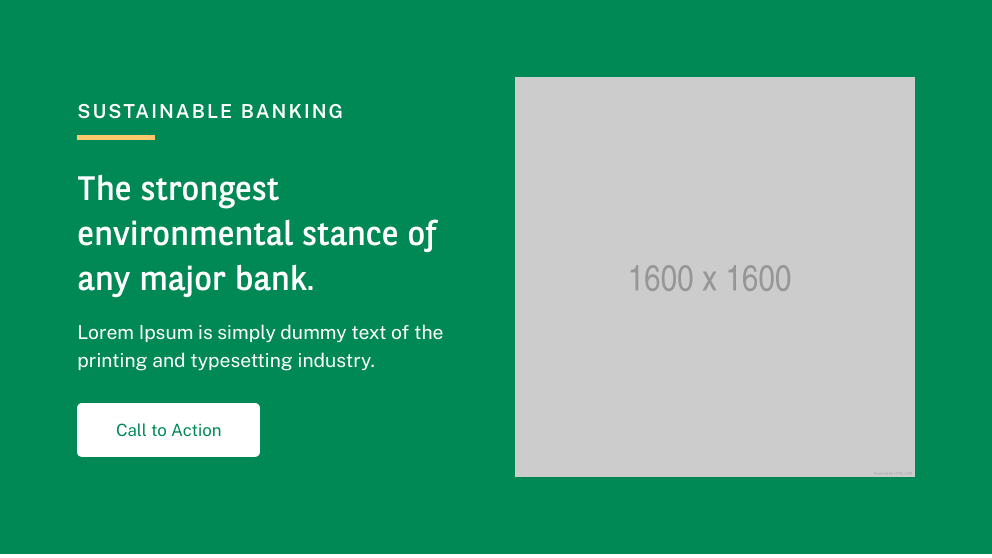 SUSTAINABLE BANKING
The strongest
environmental stance of
any major bank.
Lorem Ipsum is simply dummy text of the
printing and typesetting industry.
Call to Action
1600 x 1600